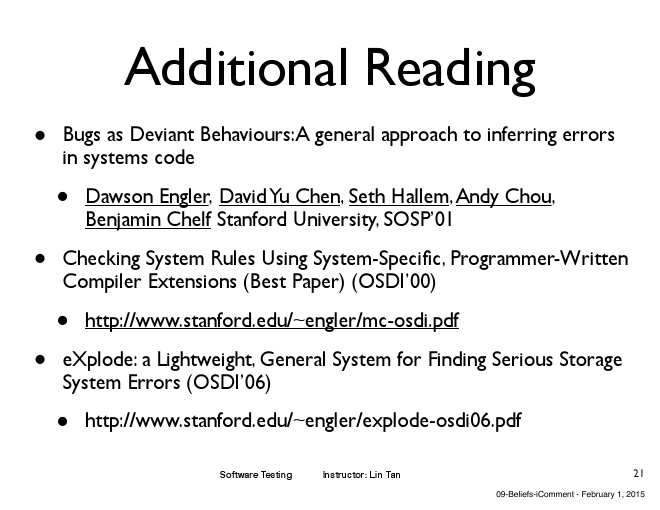 Additional Reading
• Bugs as Deviant Behaviours: A general approach to inferring errors
in systems code
• Dawson Engler, David Yu Chen, Seth Hallem, Andy Chou,
Benjamin Chelf Stanford University, SOSP'01
• Checking System Rules Using System-Specific, Programmer-Written
Compiler Extensions (Best Paper) (OSDI'00)
• http://www.stanford.edu/~engler/mc-osdi.pdf
• eXplode: a Lightweight, General System for Finding Serious Storage
System Errors (OSDI'06)
• http://www.stanford.edu/~engler/explode-osdi06.pdf
Software Testing Instructor: Lin Tan 21
09-Beliefs-iComment - February 1, 2015